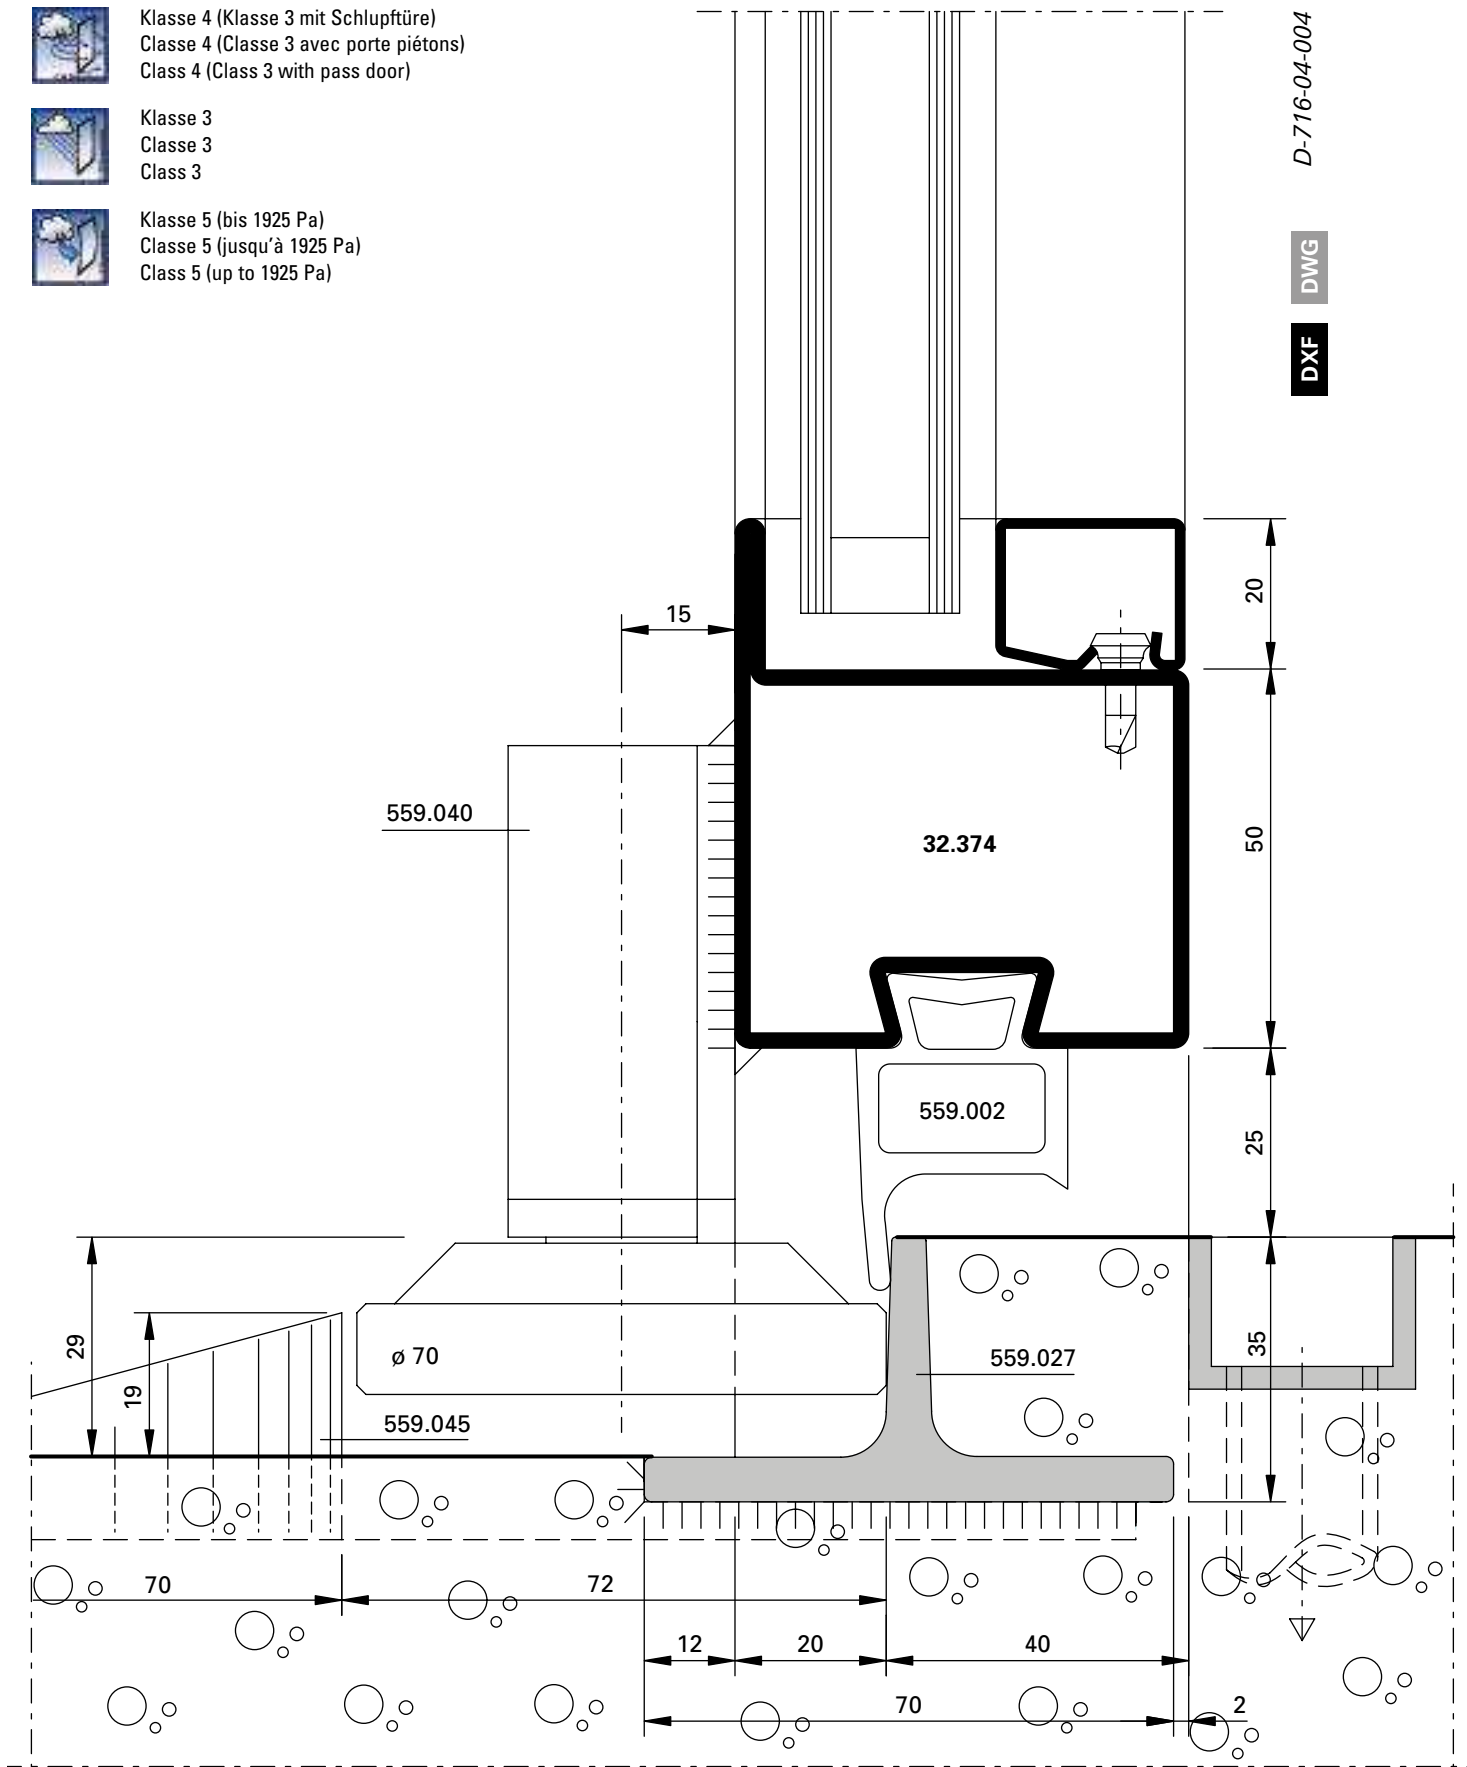 Klasse 4 (Klasse 3 mit Schlupftüre)
Classe 4 (Classe 3 avec porte piétons)
Class 4 (Class 3 with pass door)
Klasse 3
Classe 3
Class 3
Klasse 5 (bis 1925 Pa)
Classe 5 (jusqu'à 1925 Pa)
Class 5 (up to 1925 Pa)
D-716-04-004
DWG
DXF
20
15
559.040
32.374
50
559.002
25
29
19
ø 70
559.045
559.027
35
70
72
12
20
40
70
2